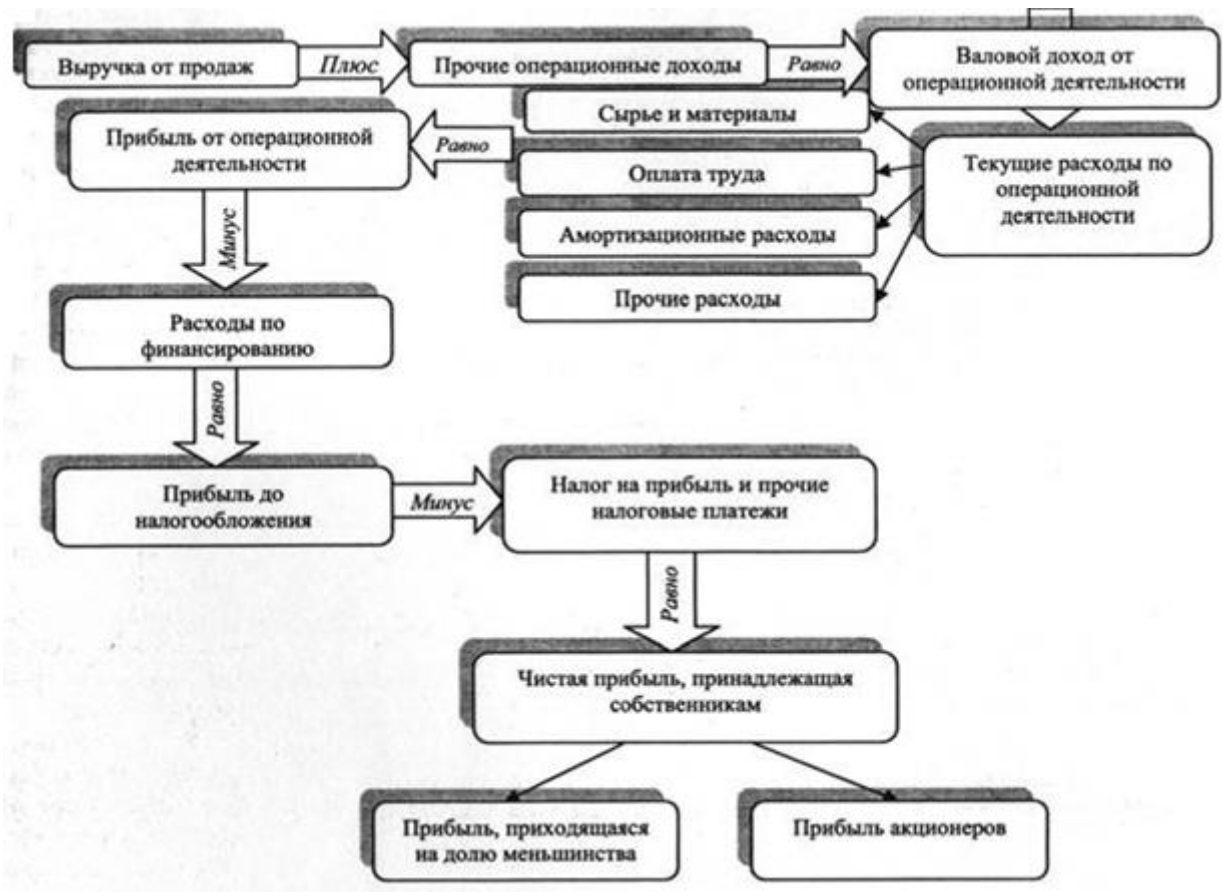 Выручка от продаж
Плюс
Прочие операционные доходы
Равно
Валовой доход от
операционной деятельности
Текущие расходы по
операционной
деятельности
Сырье и материалы
Оплата труда
Амортизационные расходы
Прочие расходы
Равно
Прибыль от операционной
деятельности
Минус
Расходы по
финансированию
Равно
Прибыль до
налогообложения
Минус
Налог на прибыль и прочие
налоговые платежи
Равно
Чистая прибыль, принадлежащая
собственникам
Прибыль, приходящаяся
на долю меньшинства
Прибыль акционеров